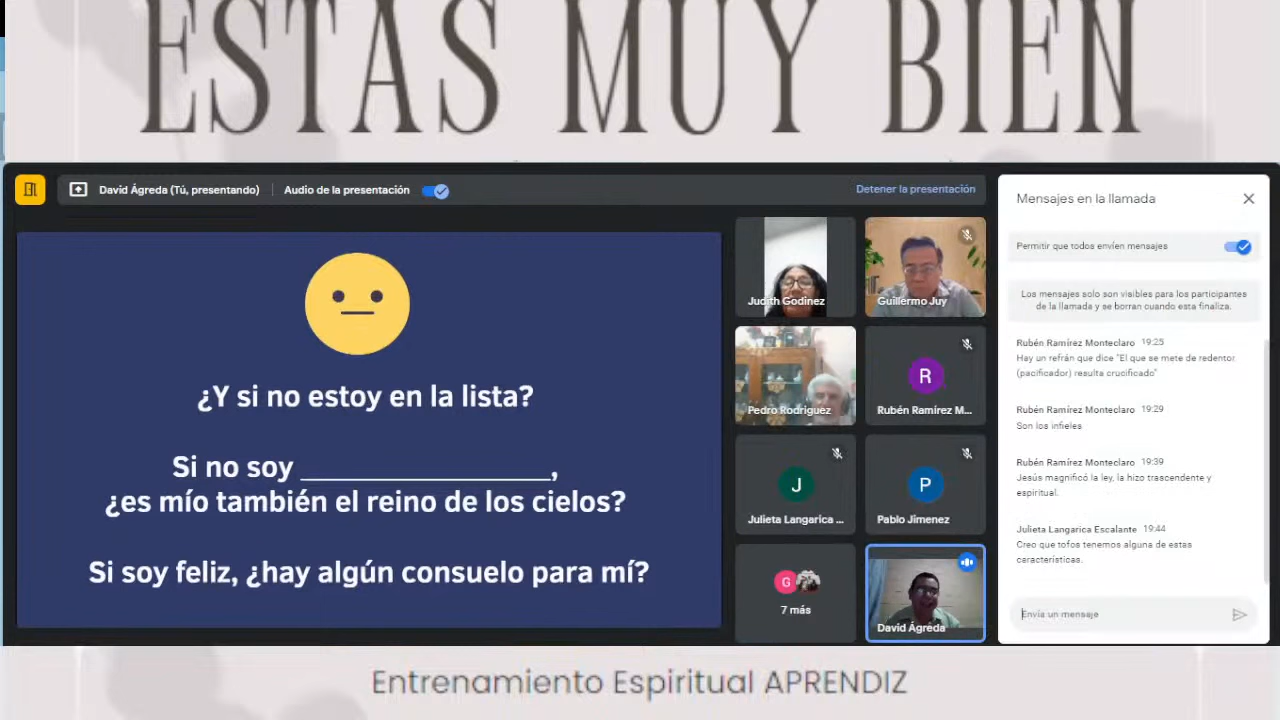 ESTAS MUY BIEN
David Ágreda (Tú, presentando)
Audio de la presentación
Detener la presentación
¿Y si no estoy en la lista?
Si no soy ________________,
¿es mío también el reino de los cielos?
Si soy feliz, ¿hay algún consuelo para mí?
Judith Godinez
Guillermo Juy
Pedro Rodriguez
R
Rubén Ramírez M...
J
Julieta Langarica ...
P
Pablo Jimenez
G
7 más
David Ágreda
Mensajes en la llamada
Permitir que todos envíen mensajes
Los mensajes solo son visibles para los participantes
de la llamada y se borran cuando esta finaliza.
Rubén Ramírez Monteclaro 19:25
Hay un refrán que dice "El que se mete de redentor
(pacificador) resulta crucificado"
Rubén Ramírez Monteclaro 19:29
Son los infieles
Rubén Ramírez Monteclaro 19:39
Jesús magnificó la ley, la hizo trascendente y
espiritual.
Julieta Langarica Escalante 19:44
Creo que tofos tenemos alguna de estas
características.
Envía un mensaje
Entrenamiento Espiritual APRENDIZ